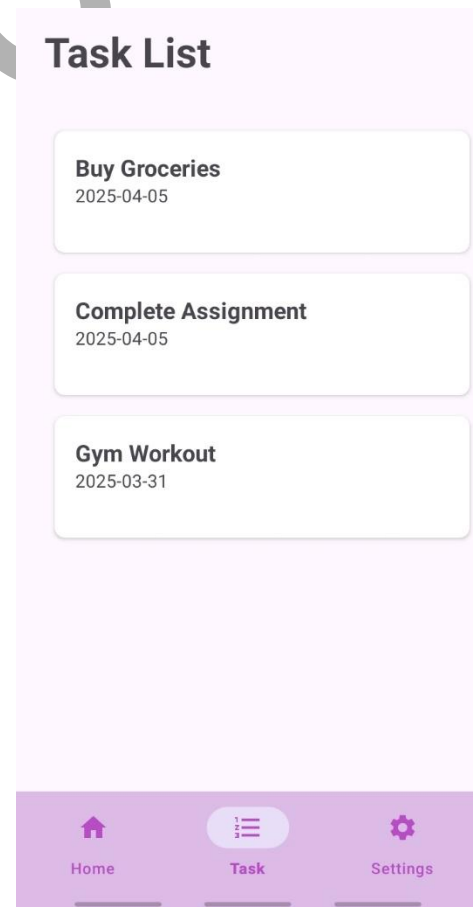 Task List
Buy Groceries
2025-04-05
Complete Assignment
2025-04-05
Gym Workout
2025-03-31
Home
Task
Settings